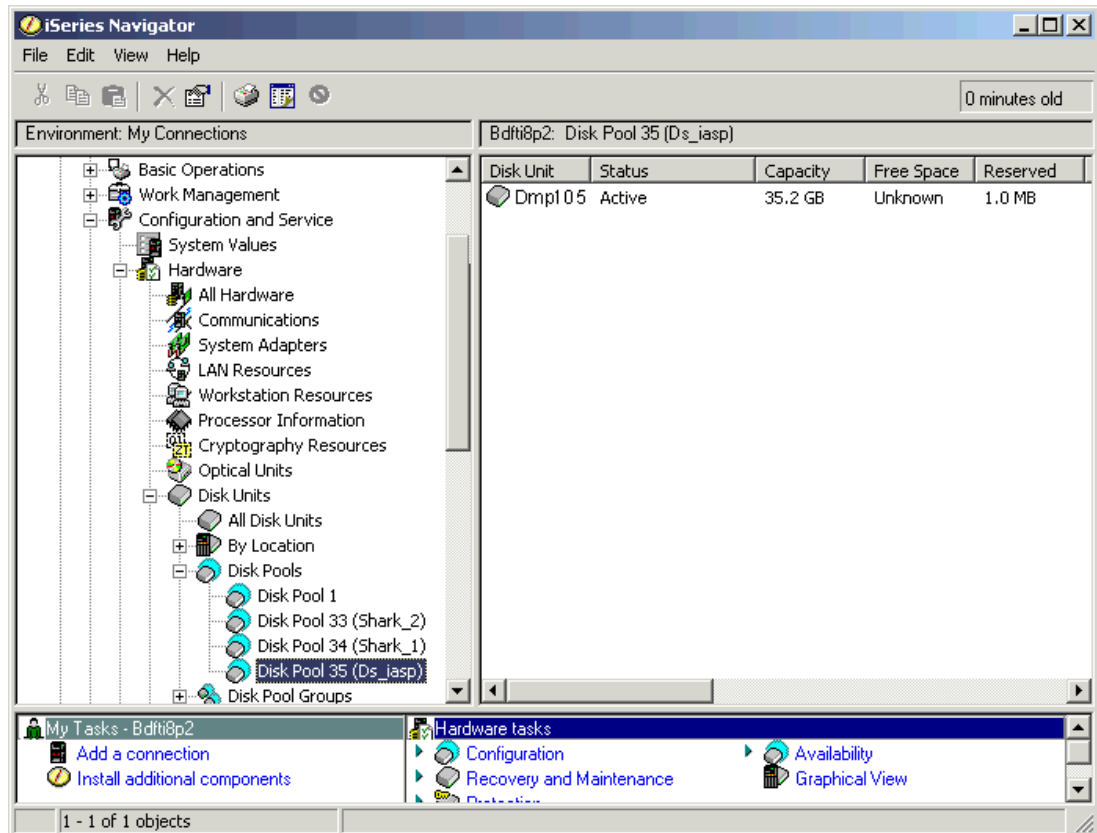 iSeries Navigator
File Edit View Help
0 minutes old
Environment: My Connections
Bdfti8p2: Disk Pool 35 (Ds_iasp)
Basic Operations
Work Management
Configuration and Service
System Values
Hardware
All Hardware
Communications
System Adapters
LAN Resources
Workstation Resources
Processor Information
Cryptography Resources
Optical Units
Disk Units
All Disk Units
By Location
Disk Pools
Disk Pool 1
Disk Pool 33 (Shark_2)
Disk Pool 34 (Shark_1)
Disk Pool 35 (Ds_iasp)
Disk Pool Groups
Disk Unit Status Capacity Free Space Reserved
Dmp105 Active 35.2 GB Unknown 1.0 MB
My Tasks - Bdfti8p2
Add a connection
Install additional components
Hardware tasks
Configuration
Recovery and Maintenance
Protection
Availability
Graphical View
1 - 1 of 1 objects